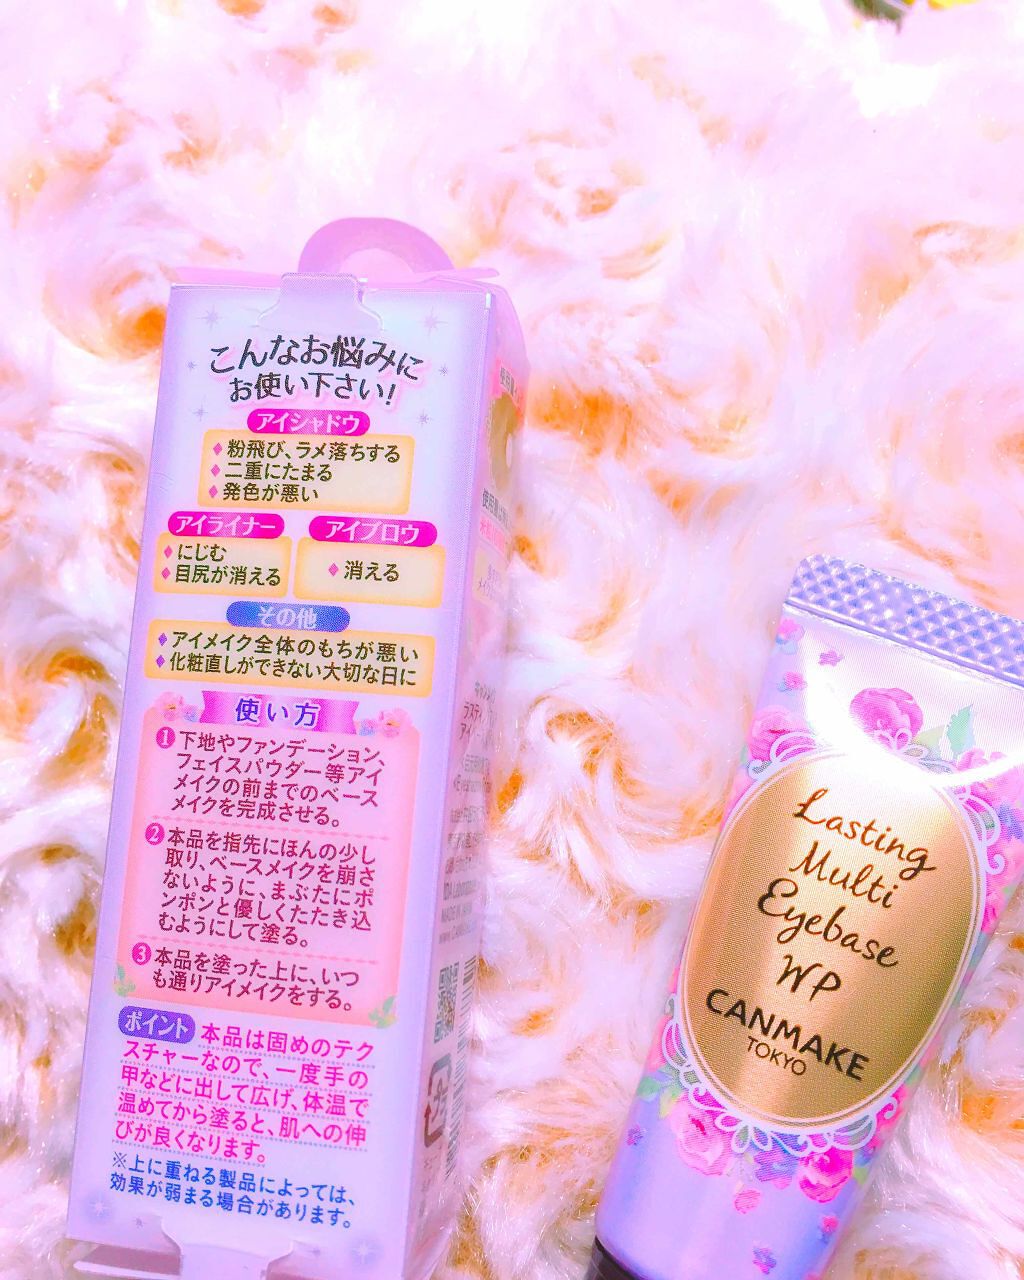 こんなお悩みに
お使い下さい!
アイシャドウ
粉飛び、ラメ落ちする
二重にたまる
発色が悪い
アイライナー
にじむ
目尻が消える
アイブロウ
消える
その他
アイメイク全体のもちが悪い
化粧直しができない大切な日に
使い方
1 下地やファンデーション、
フェイスパウダー等アイ
メイクの前までのベース
メイクを完成させる。
2 本品を指先にほんの少し
取り、ベースメイクを崩さ
ないように、まぶたにポ
ンポンと優しくたたき込
むようにして塗る。
3 本品を塗った上に、いつ
も通りアイメイクをする。
ポイント 本品は固めのテク
スチャーなので、一度手の
甲などに出して広げ、体温で
温めてから塗ると、肌への伸
びが良くなります。
※上に重ねる製品によっては、
効果が弱まる場合があります。
Lasting
Multi
Eyebase
WP
CANMAKE
TOKYO